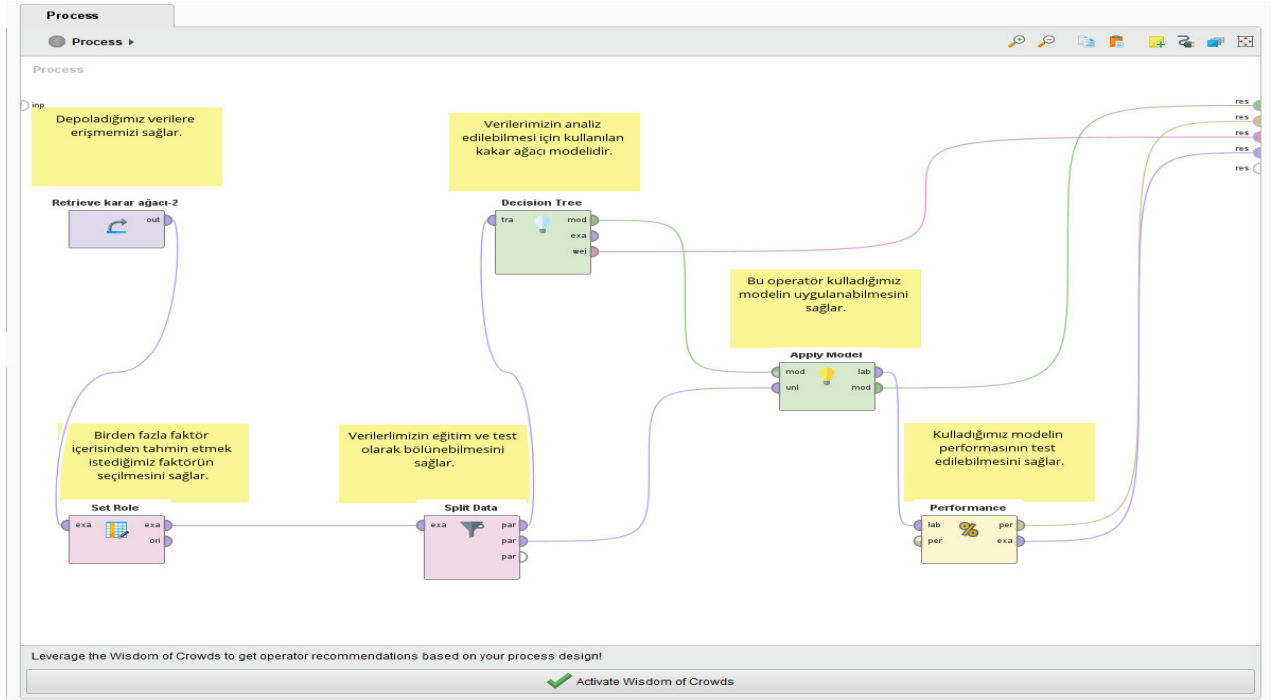 Process
Process
Process
inp
Depoladığımız verilere
erişmemizi sağlar.
Verilerimizin analiz
edilebilmesi için kullanılan
kakar ağacı modelidir.
res
res
res
res
res
Retrieve karar ağacı-2
out
Decision Tree
tra
mod
exa
wei
Bu operatör kulladığımız
modelin uygulanabilmesini
sağlar.
Apply Model
mod
lab
unl
mod
Birden fazla faktör
içerisinden tahmin etmek
istediğimiz faktörün
seçilmesini sağlar.
Verilerlimizin eğitim ve test
olarak bölünebilmesini
sağlar.
Kulladığımız modelin
performasının test
edilebilmesini sağlar.
Set Role
exa
exa
ori
Split Data
exa
par
par
par
Performance
lab
per
per
exa
%
Leverage the Wisdom of Crowds to get operator recommendations based on your process design!
Activate Wisdom of Crowds